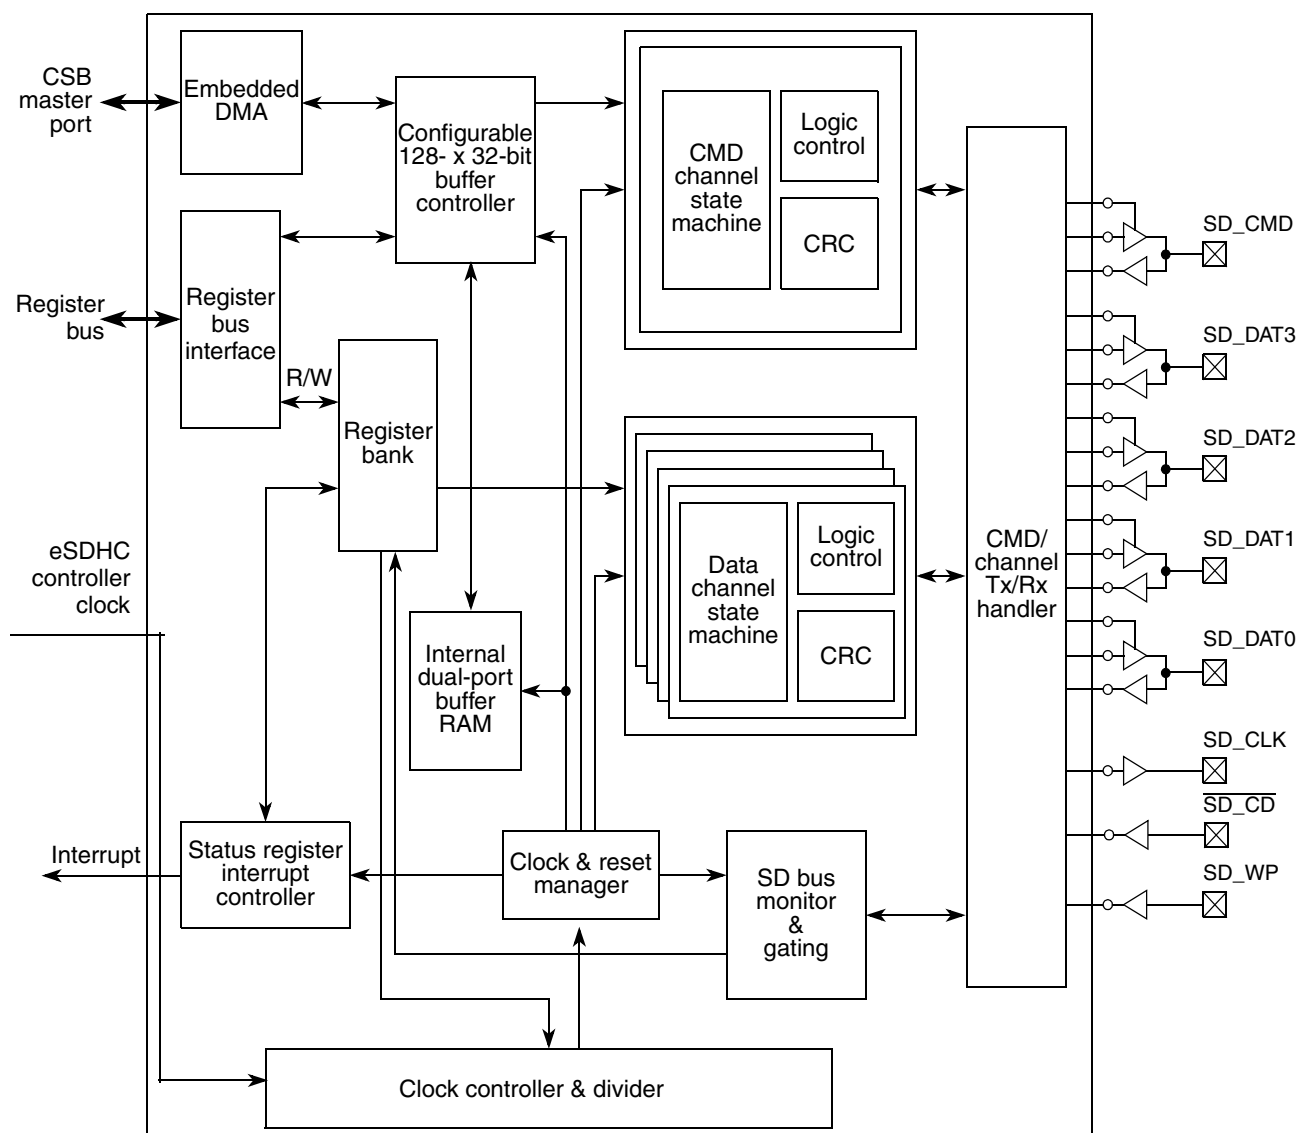 CSB
master
port
Embedded
DMA
Configurable
128- x 32-bit
buffer
controller
CMD
channel
state
machine
Logic
control
CRC
Register
bus
Register
bus
interface
R/W
Register
bank
eSDHC
controller
clock
Internal
dual-port
buffer
RAM
Data
channel
state
machine
Logic
control
CRC
CMD/
channel
Tx/Rx
handler
SD_CMD
SD_DAT3
SD_DAT2
SD_DAT1
SD_DAT0
SD_CLK
SD_CD
SD_WP
Interrupt
Status register
interrupt
controller
Clock & reset
manager
SD bus
monitor
&
gating
Clock controller & divider